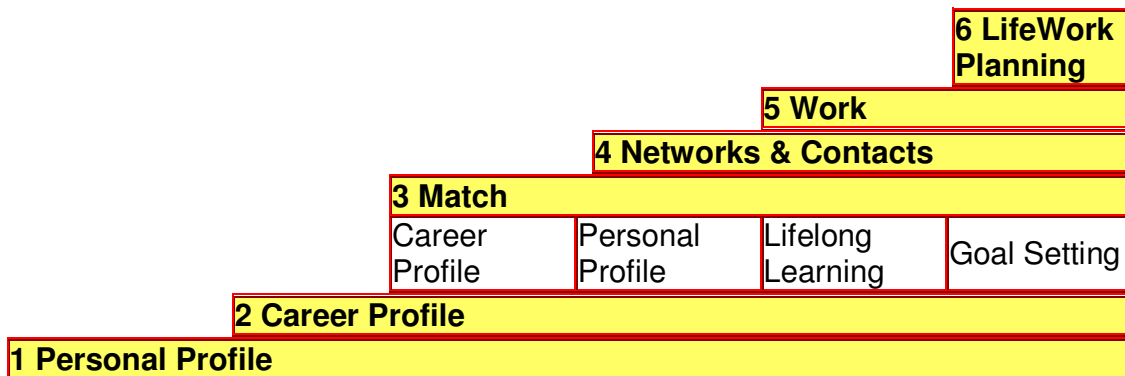 6 LifeWork
Planning
5 Work
4 Networks & Contacts
3 Match
Career
Profile
Personal
Profile
Lifelong
Learning
Goal Setting
2 Career Profile
1 Personal Profile